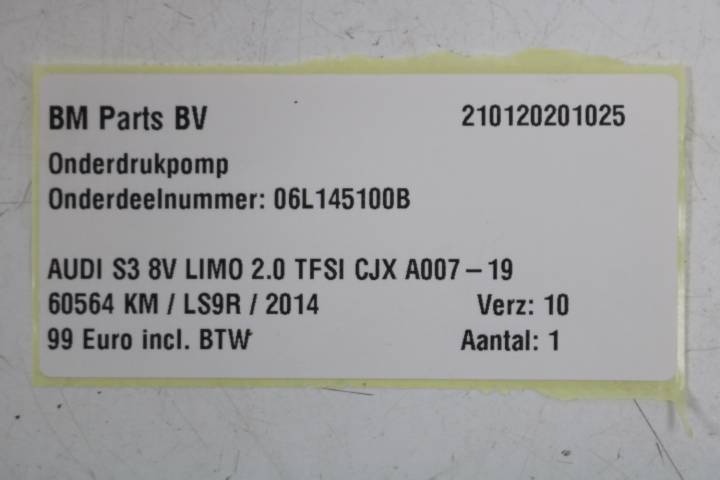 BM Parts BV 210120201025
Onderdrukpomp
Onderdeelnummer: 06L145100B
AUDI S3 8V LIMO 2.0 TFSI CJX A007 – 19
60564 KM / LS9R / 2014 Verz: 10
99 Euro incl. BTW Aantal: 1